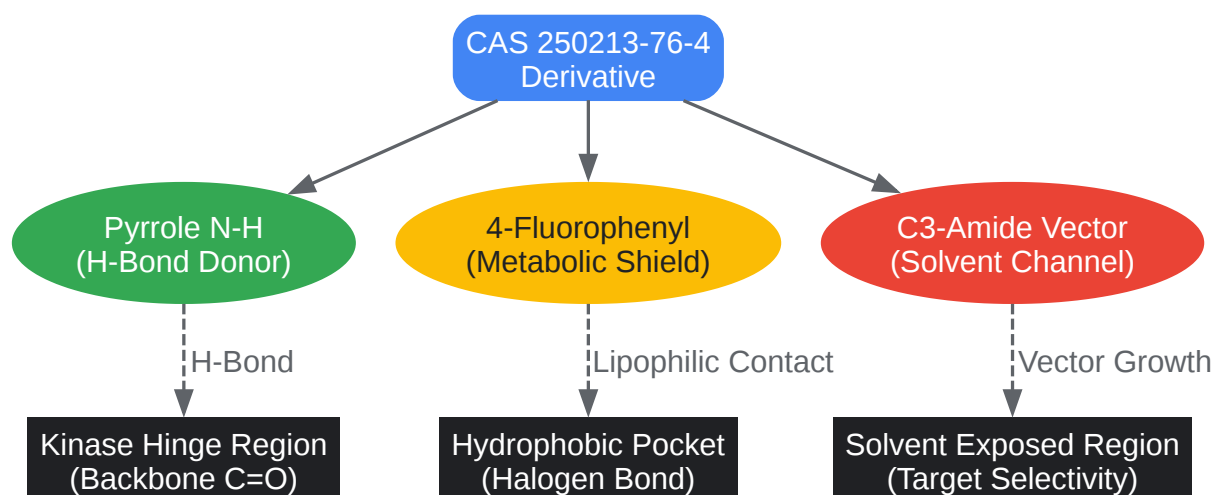 CAS 250213-76-4
Derivative
Pyrrole N-H
(H-Bond Donor)
4-Fluorophenyl
(Metabolic Shield)
C3-Amide Vector
(Solvent Channel)
H-Bond
Lipophilic Contact
Vector Growth
Kinase Hinge Region
(Backbone C=O)
Hydrophobic Pocket
(Halogen Bond)
Solvent Exposed Region
(Target Selectivity)